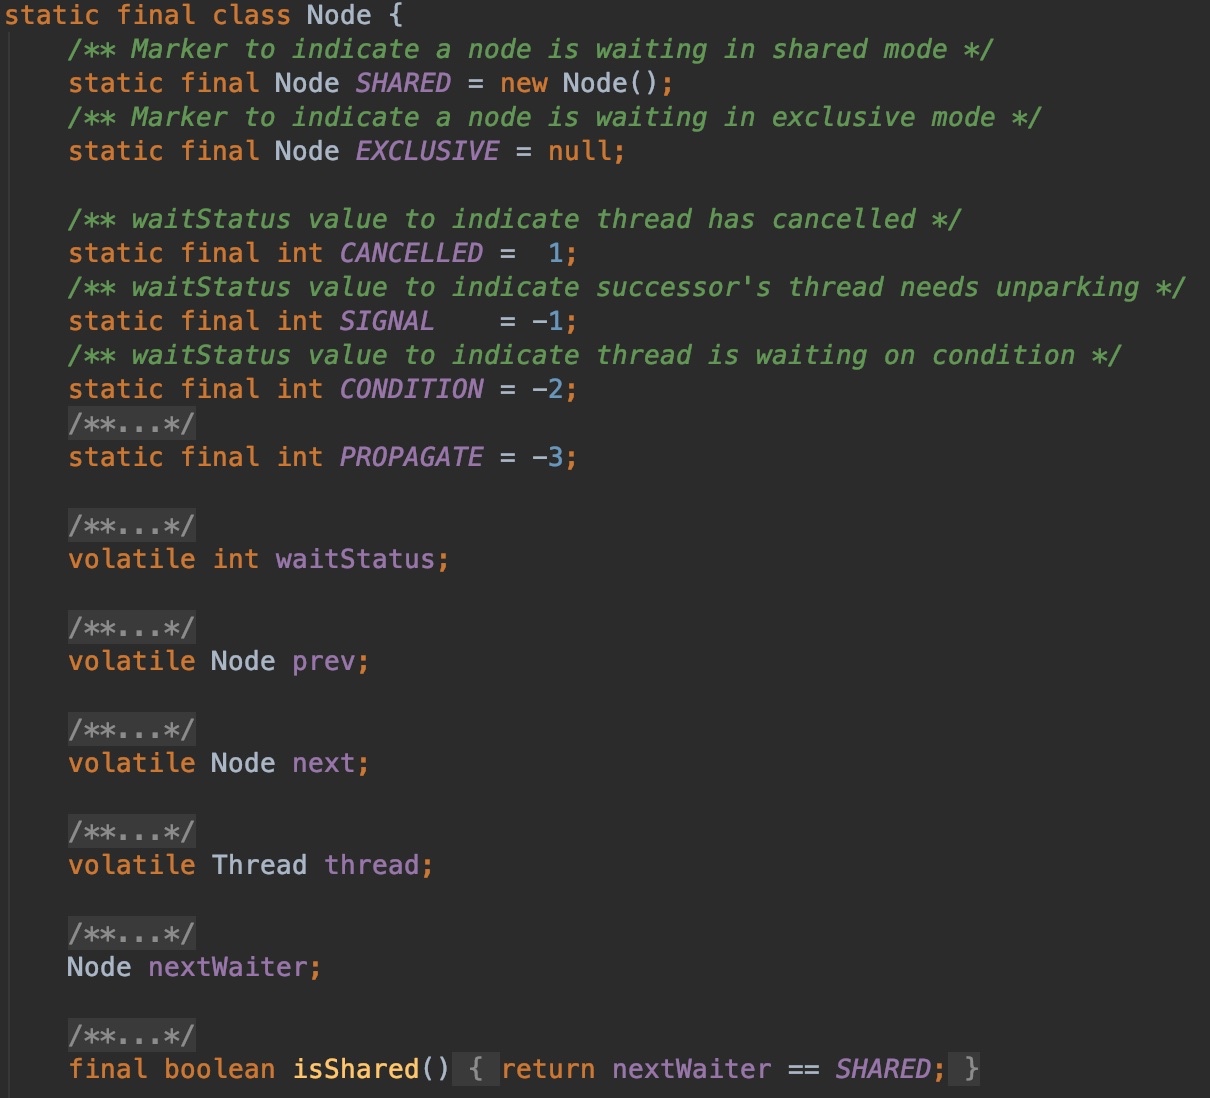 static final class Node {
    /** Marker to indicate a node is waiting in shared mode */
    static final Node SHARED = new Node();
    /** Marker to indicate a node is waiting in exclusive mode */
    static final Node EXCLUSIVE = null;

    /** waitStatus value to indicate thread has cancelled */
    static final int CANCELLED =  1;
    /** waitStatus value to indicate successor's thread needs unparking */
    static final int SIGNAL    = -1;
    /** waitStatus value to indicate thread is waiting on condition */
    static final int CONDITION = -2;
    /**...*/
    static final int PROPAGATE = -3;

    /**...*/
    volatile int waitStatus;

    /**...*/
    volatile Node prev;

    /**...*/
    volatile Node next;

    /**...*/
    volatile Thread thread;

    /**...*/
    Node nextWaiter;

    /**...*/
    final boolean isShared() { return nextWaiter == SHARED; }